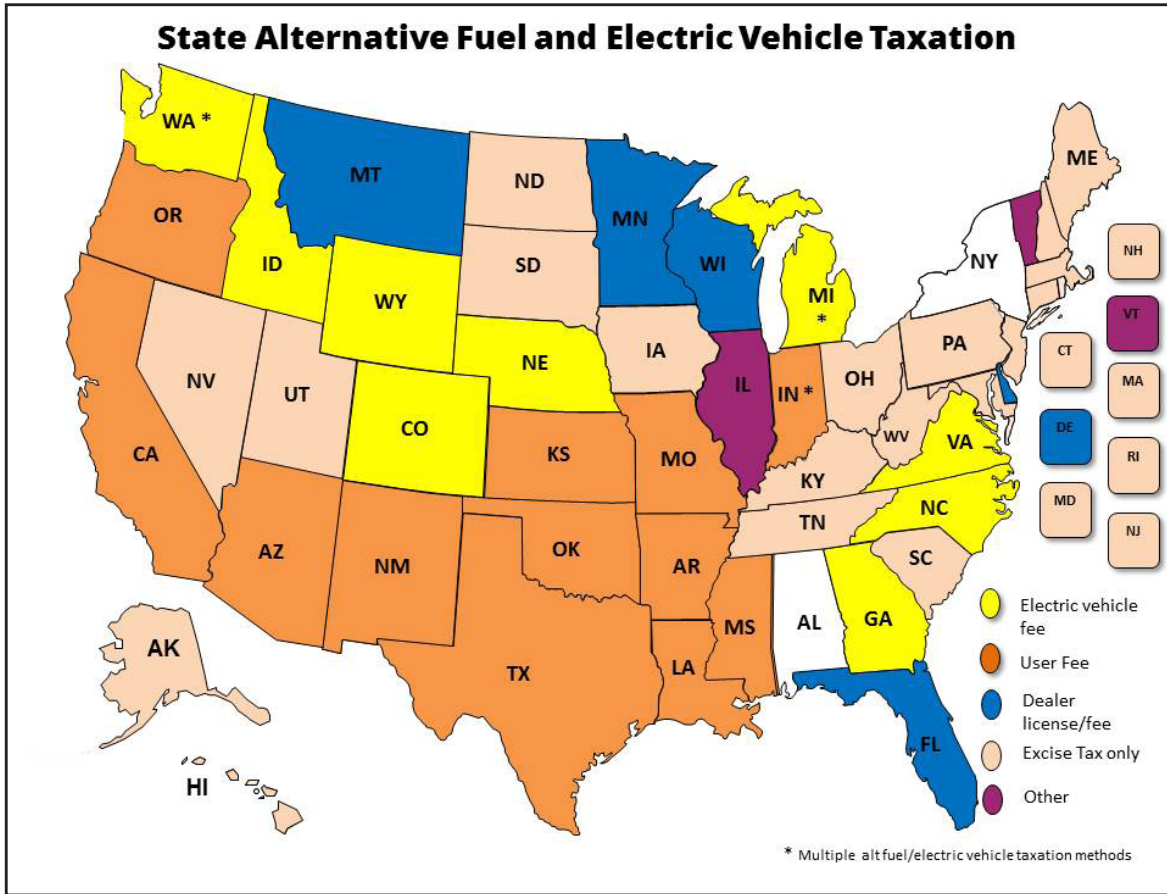 State Alternative Fuel and Electric Vehicle Taxation
WA *
MT
ND
MN
ME
OR
ID
SD
WI
NY
NH
WY
MI
*
VT
NE
IA
PA
CT
NV
UT
CO
IL
IN *
OH
MA
CA
KS
MO
WV
VA
DE
KY
RI
AZ
NM
OK
AR
TN
NC
MD
SC
NJ
TX
LA
MS
AL
GA
AK
HI
FL
Electric vehicle
fee
User Fee
Dealer
license/fee
Excise Tax only
Other
* Multiple alt fuel/electric vehicle taxation methods